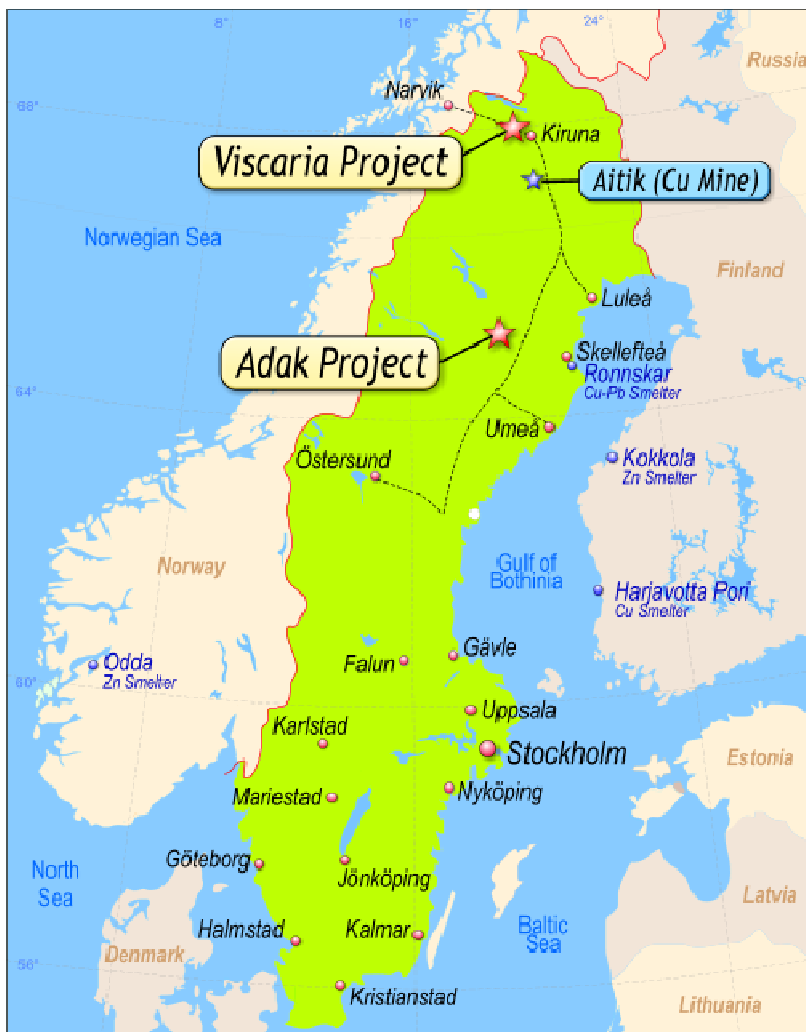 8°
16°
24°
Russia
68°
Narvik
Kiruna
Viscaria Project
Aitik (Cu Mine)
Norwegian Sea
Finland
Luleå
Adak Project
Skellefteå
Ronnskar
Cu-Pb Smelter
64°
Umeå
Östersund
Kokkola
Zn Smelter
Norway
Gulf of
Bothinia
Harjavotta Pori
Cu Smelter
Odda
Zn Smelter
Falun
Gävle
60°
Uppsala
Karlstad
Stockholm
Estonia
Mariestad
Nyköping
Göteborg
Jönköping
North
Sea
Latvia
Halmstad
Kalmar
Baltic
Sea
Denmark
56°
Kristianstad
Lithuania